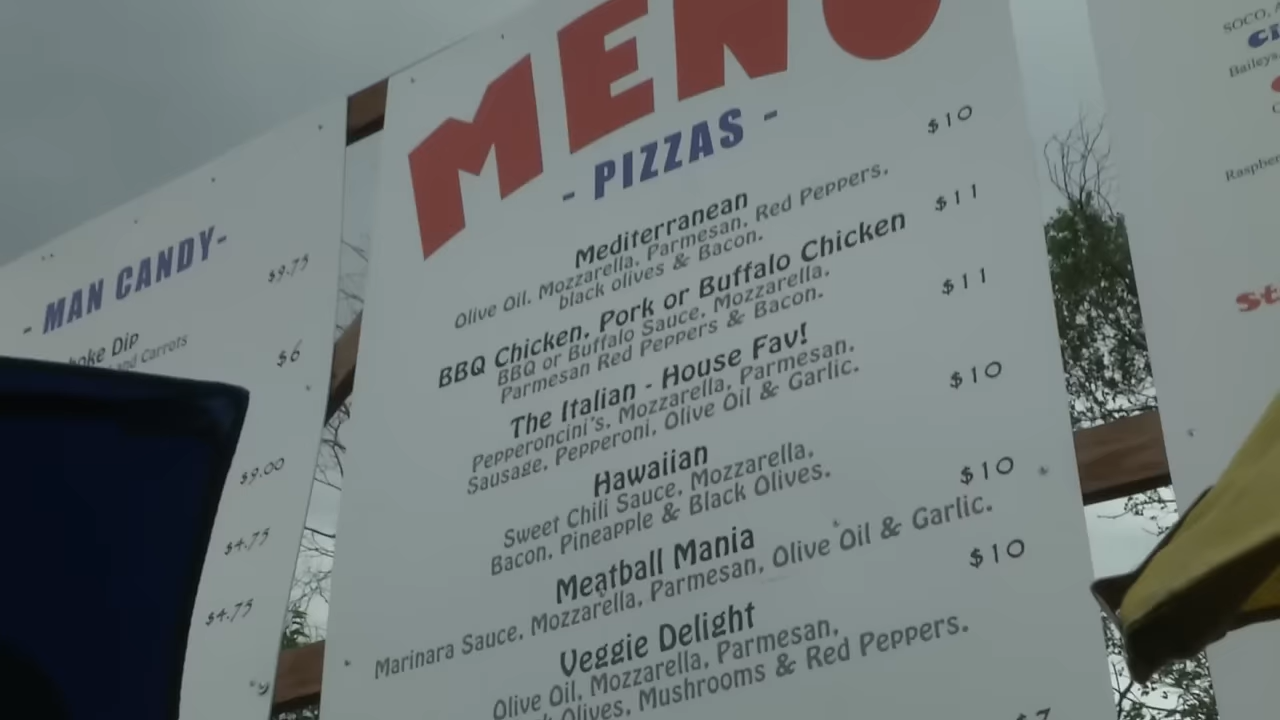 MENU
- PIZZAS -
Mediterranean $10
Olive Oil, Mozzarella, Parmesan, Red Peppers,
black olives & Bacon.
BBQ Chicken, Pork or Buffalo Chicken $11
BBQ or Buffalo Sauce, Mozzarella,
Parmesan Red Peppers & Bacon.
The Italian - House Fav! $11
Pepperoncini's, Mozzarella, Parmesan,
Sausage, Pepperoni, Olive Oil & Garlic.
Hawaiian $10
Sweet Chili Sauce, Mozzarella,
Bacon, Pineapple & Black Olives.
Meatball Mania $10
Marinara Sauce, Mozzarella, Parmesan, Olive Oil & Garlic.
Veggie Delight $10
Olive Oil, Mozzarella, Parmesan,
Olives, Mushrooms & Red Peppers.
- MAN CANDY-
$9.75
Dip
and Carrots
$6
$9.00
$4.75
$4.75
SOCO,
Baileys,